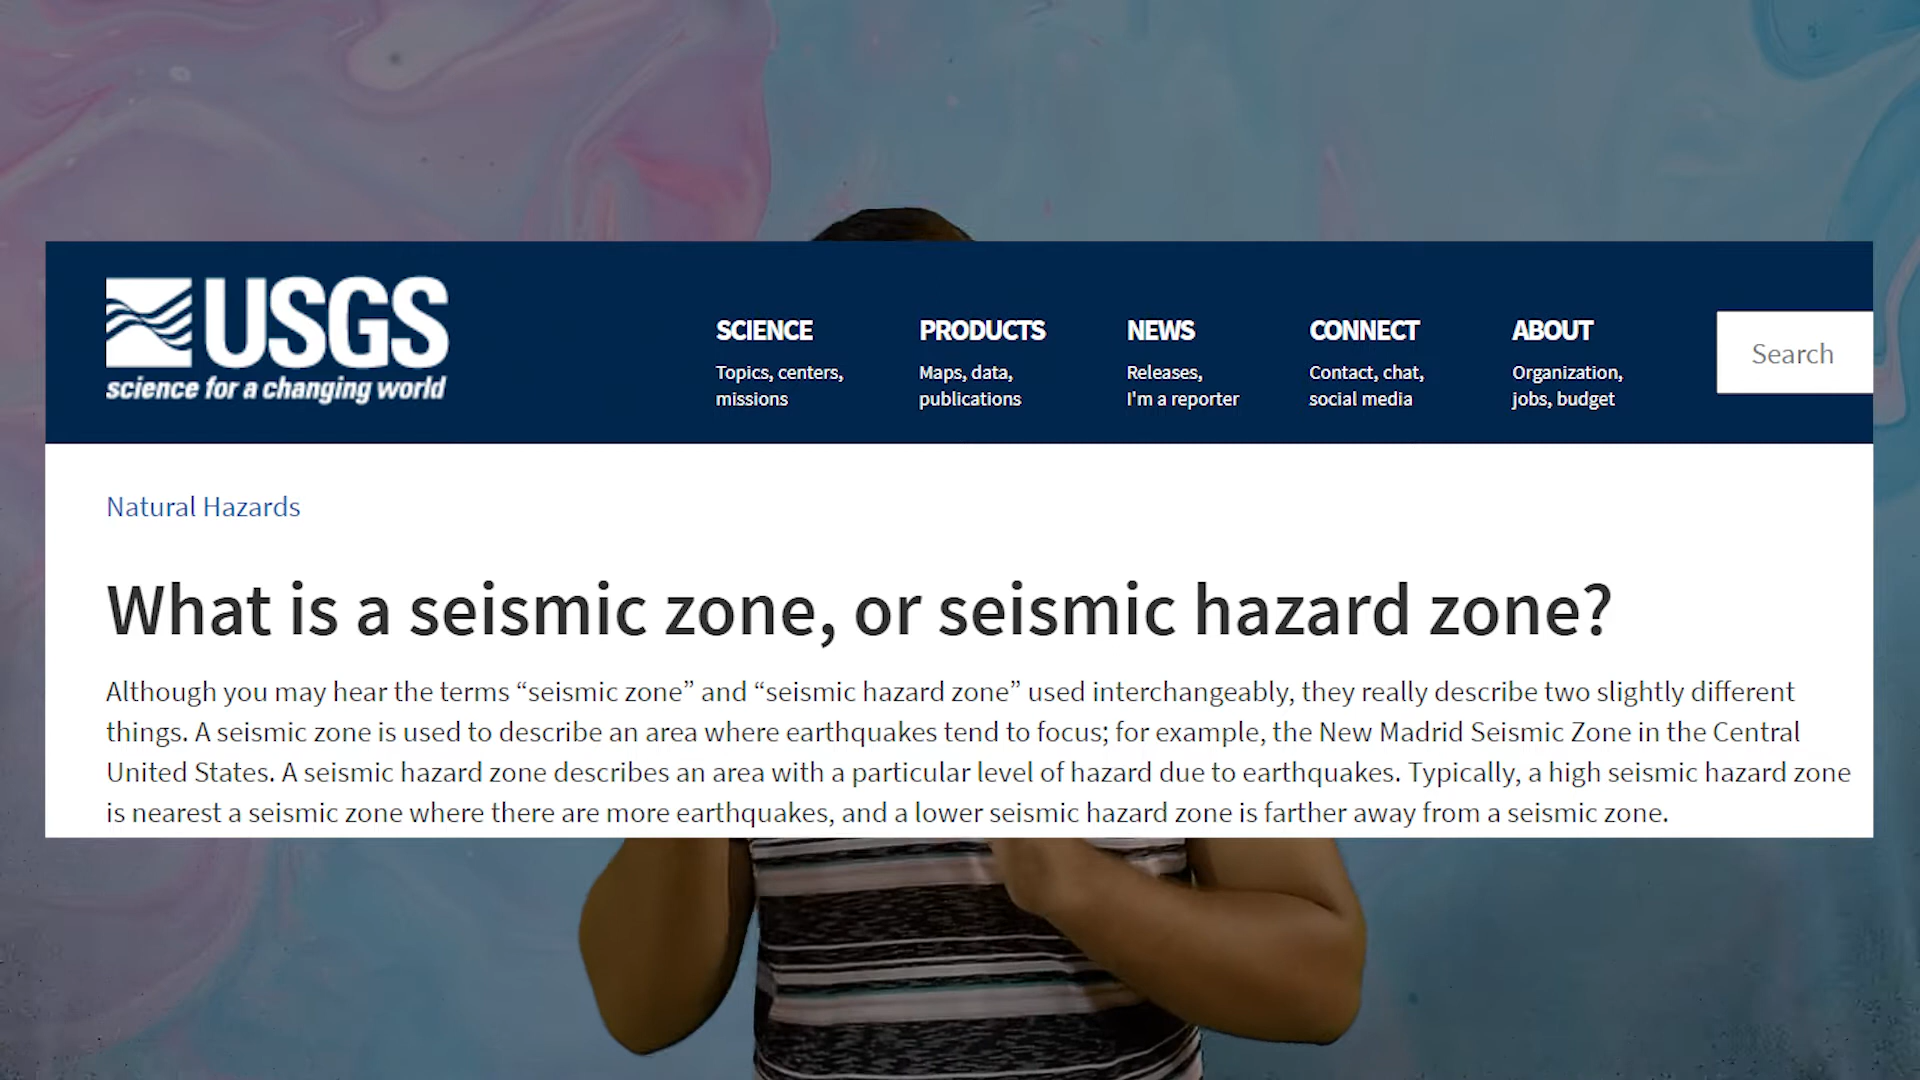 USGS
science for a changing world
SCIENCE
Topics, centers,
missions
PRODUCTS
Maps, data,
publications
NEWS
Releases,
I'm a reporter
CONNECT
Contact, chat,
social media
ABOUT
Organization,
jobs, budget
Search
Natural Hazards
What is a seismic zone, or seismic hazard zone?
Although you may hear the terms “seismic zone” and “seismic hazard zone” used interchangeably, they really describe two slightly different
things. A seismic zone is used to describe an area where earthquakes tend to focus; for example, the New Madrid Seismic Zone in the Central
United States. A seismic hazard zone describes an area with a particular level of hazard due to earthquakes. Typically, a high seismic hazard zone
is nearest a seismic zone where there are more earthquakes, and a lower seismic hazard zone is farther away from a seismic zone.